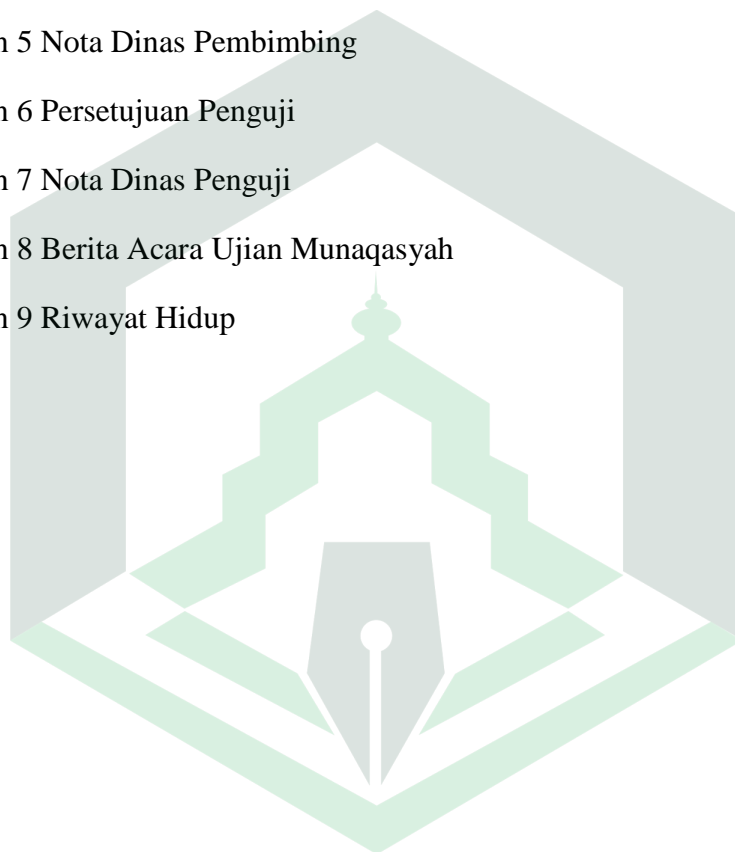 n 5 Nota Dinas Pembimbing
n 6 Persetujuan Penguji
n 7 Nota Dinas Penguji
n 8 Berita Acara Ujian Munaqasyah
n 9 Riwayat Hidup